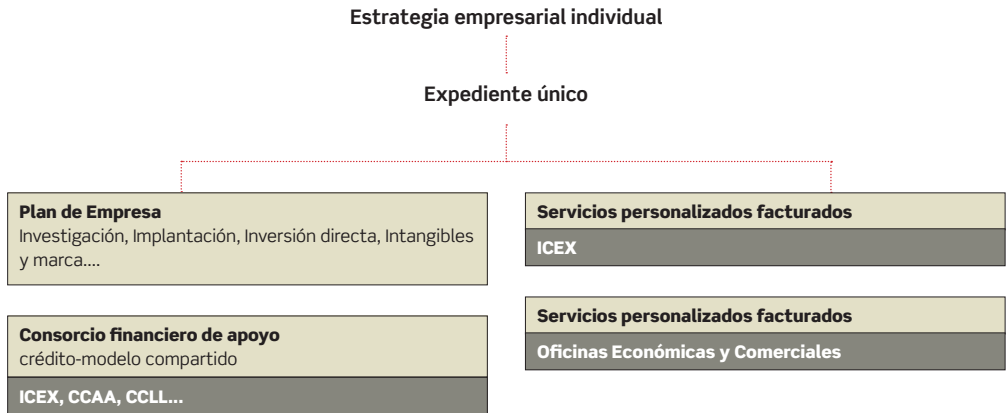 Estrategia empresarial individual
Expediente único
Plan de Empresa
Investigación, Implantación, Inversión directa, Intangibles
y marca....
Consorcio financiero de apoyo
crédito-modelo compartido
ICEX, CCAA, CCLL...
Servicios personalizados facturados
ICEX
Servicios personalizados facturados
Oficinas Económicas y Comerciales